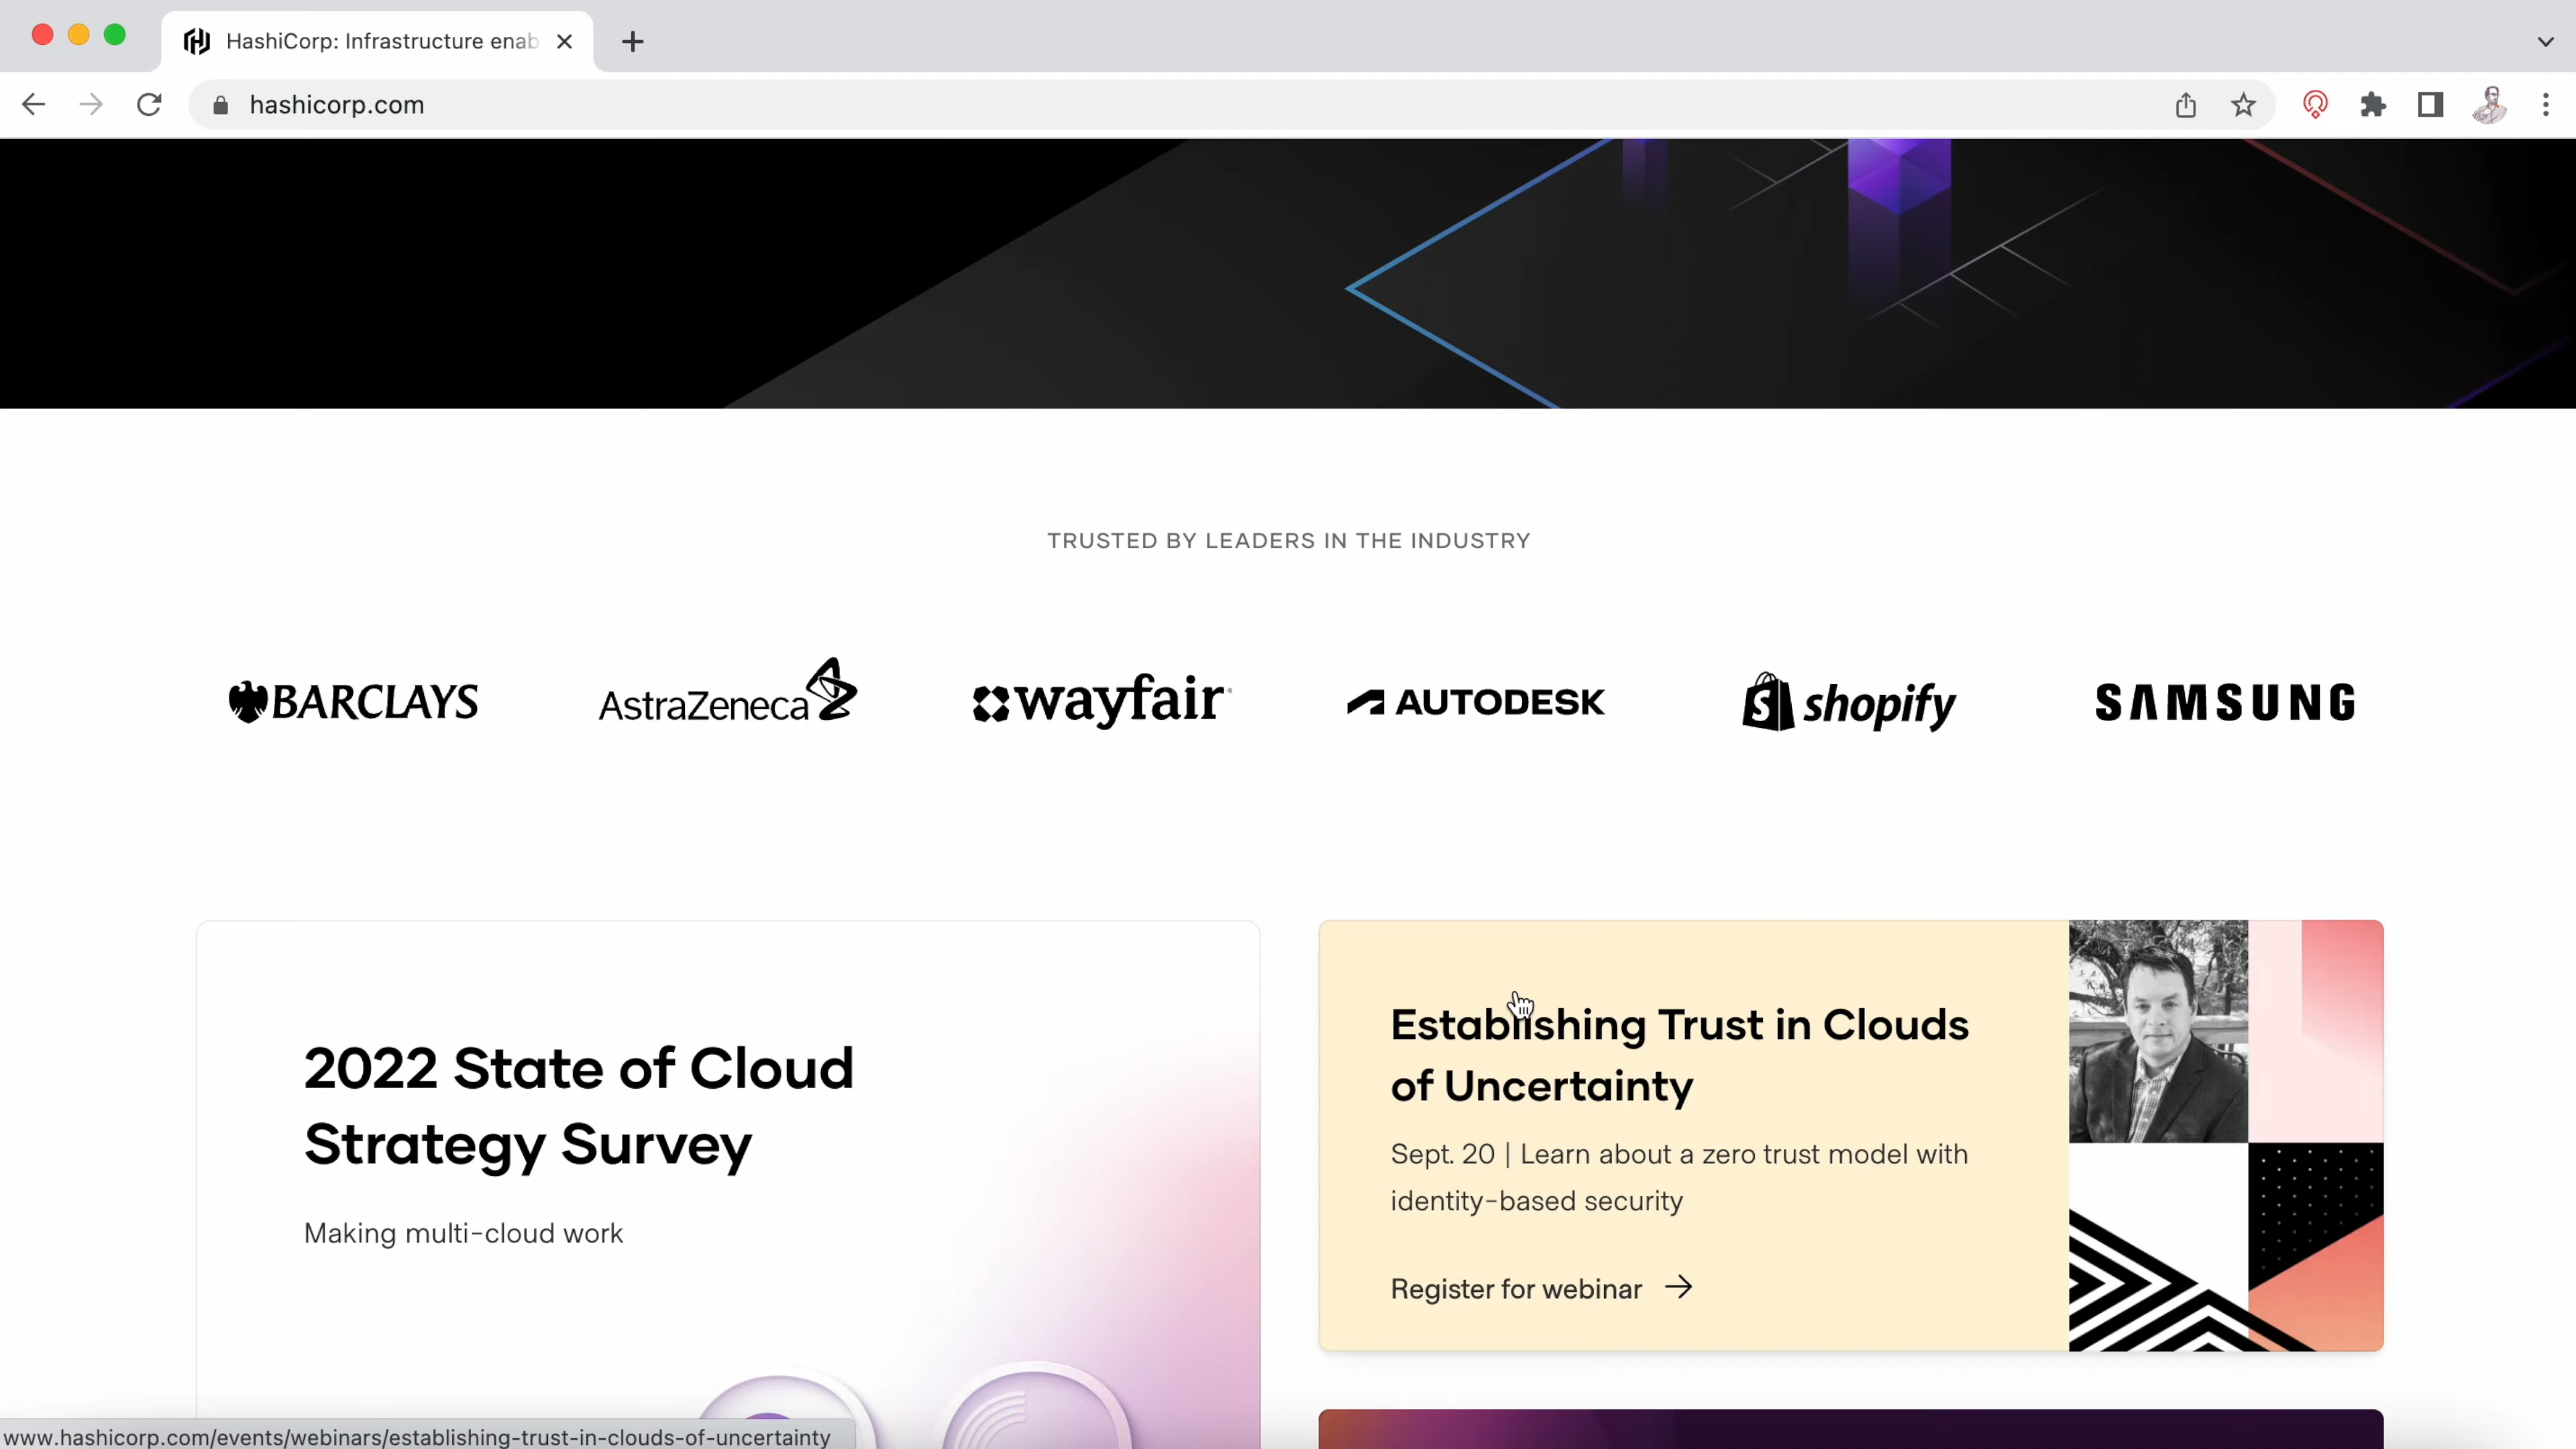 HashiCorp: Infrastructure enab
hashicorp.com
TRUSTED BY LEADERS IN THE INDUSTRY
BARCLAYS
AstraZeneca
wayfair
AUTODESK
shopify
SAMSUNG
2022 State of Cloud
Strategy Survey
Making multi-cloud work
Establishing Trust in Clouds
of Uncertainty
Sept. 20 | Learn about a zero trust model with
identity-based security
Register for webinar
www.hashicorp.com/events/webinars/establishing-trust-in-clouds-of-uncertainty